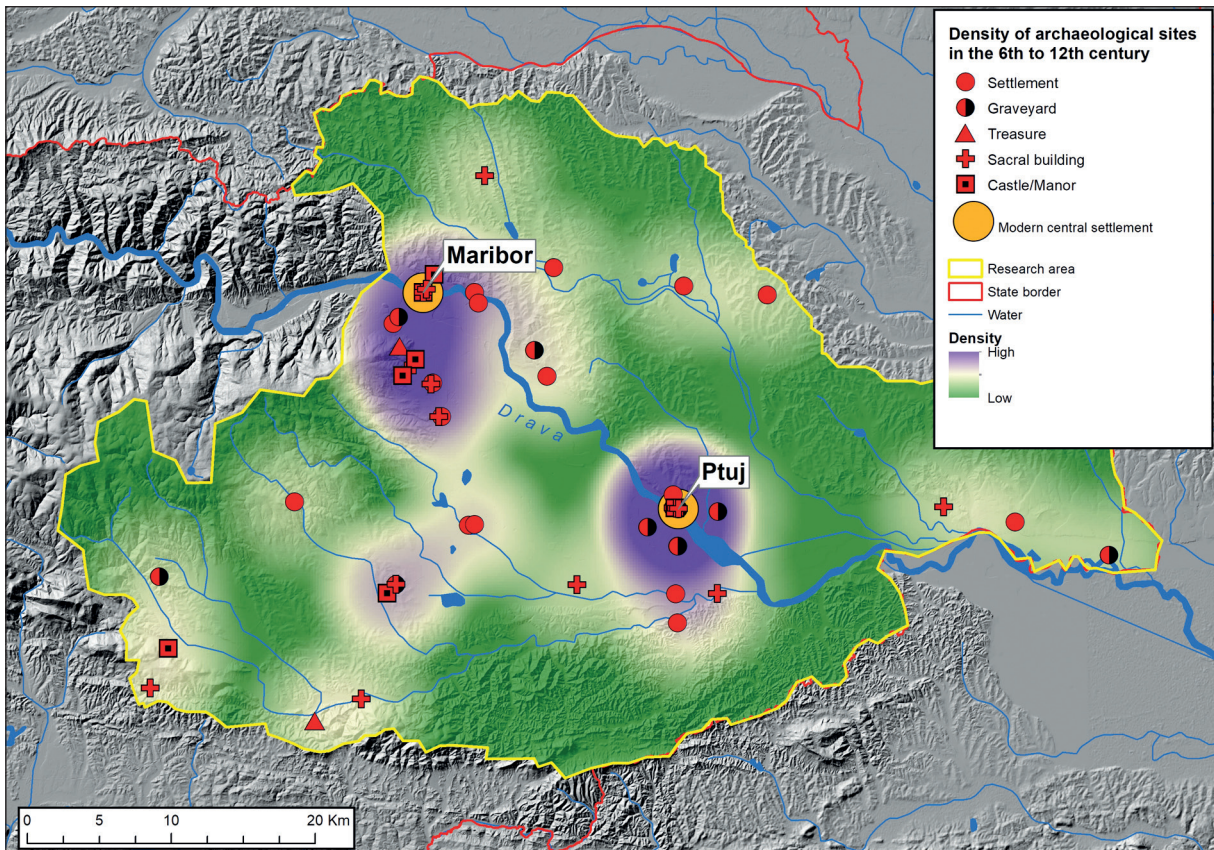 Density of archaeological sites
in the 6th to 12th century
Settlement
Graveyard
Treasure
Sacral building
Castle/Manor
Modern central settlement
Research area
State border
Water
Density
High
Low
Maribor
Drava
Ptuj
0 5 10 20 Km